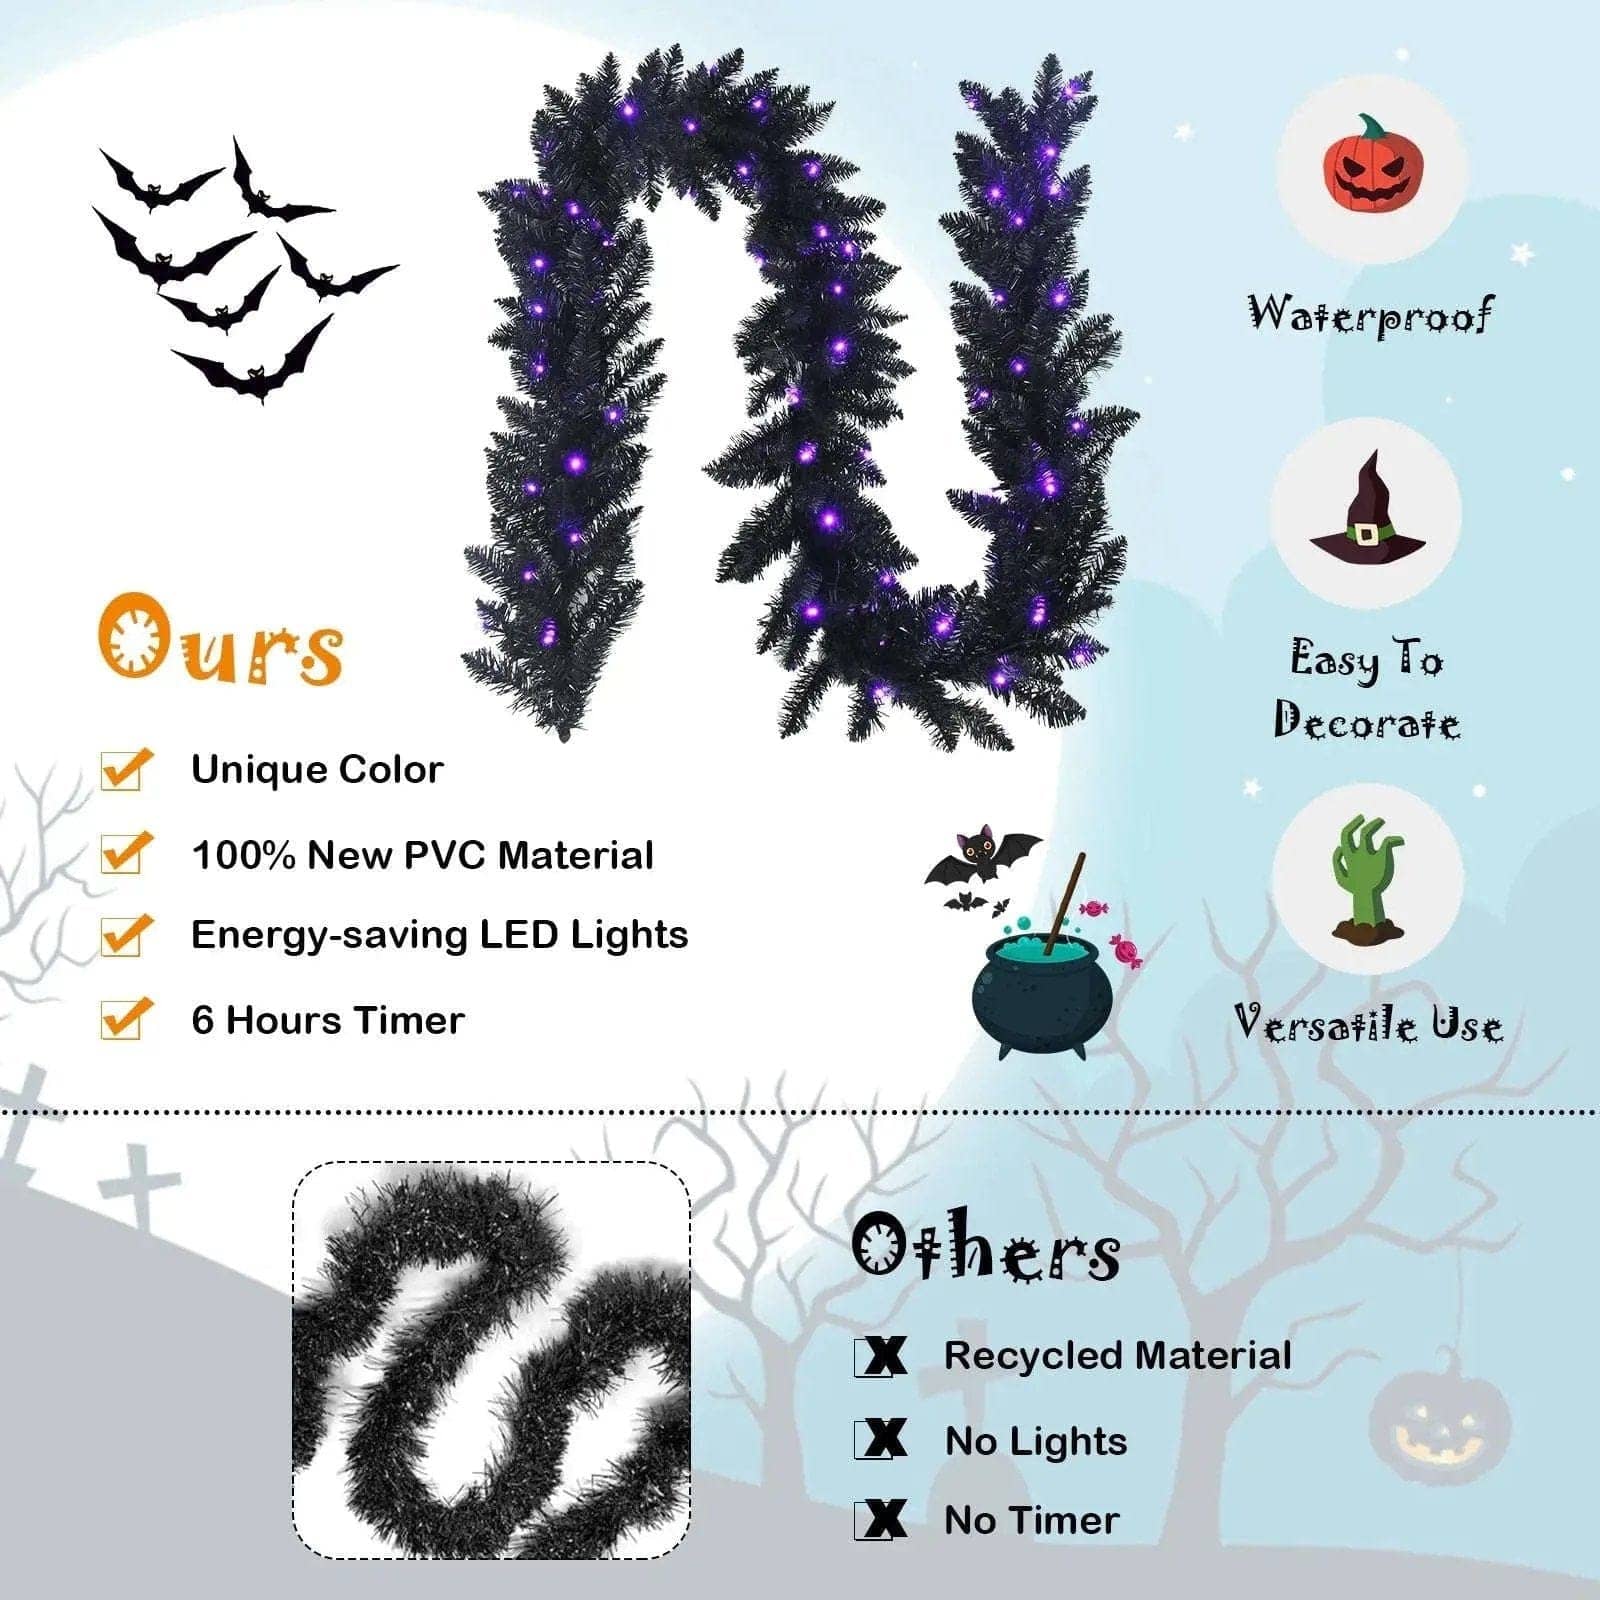 Waterproof
Easy To
Decorate
Versatile Use
Ours
Unique Color
100% New PVC Material
Energy-saving LED Lights
6 Hours Timer
Others
Recycled Material
No Lights
No Timer